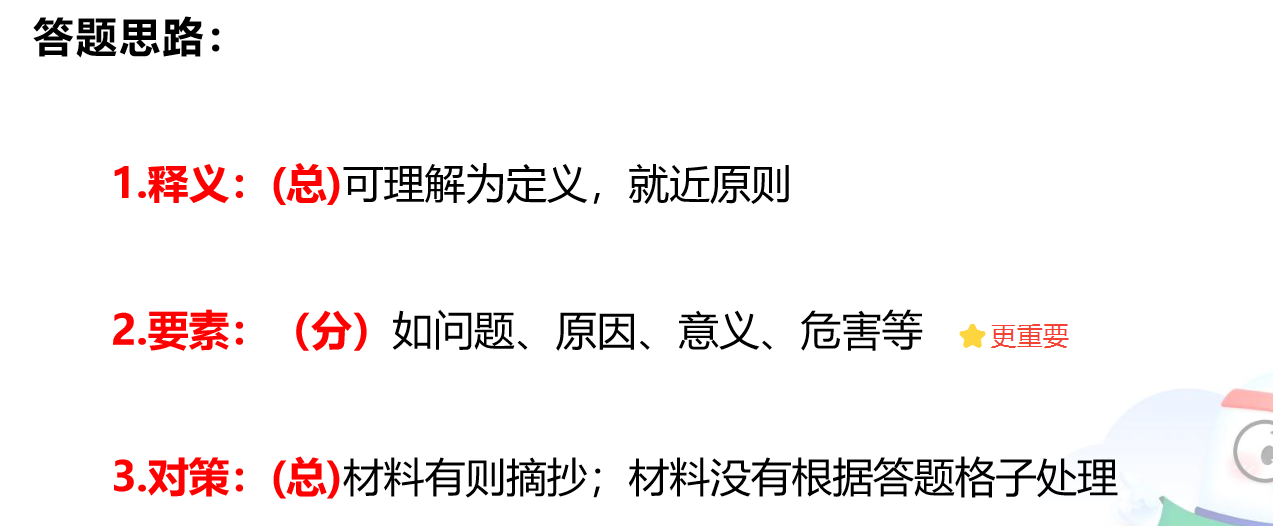 答题思路：
1.释义：(总)可理解为定义，就近原则
2.要素：（分）如问题、原因、意义、危害等 更重要
3.对策：(总)材料有则摘抄；材料没有根据答题格子处理